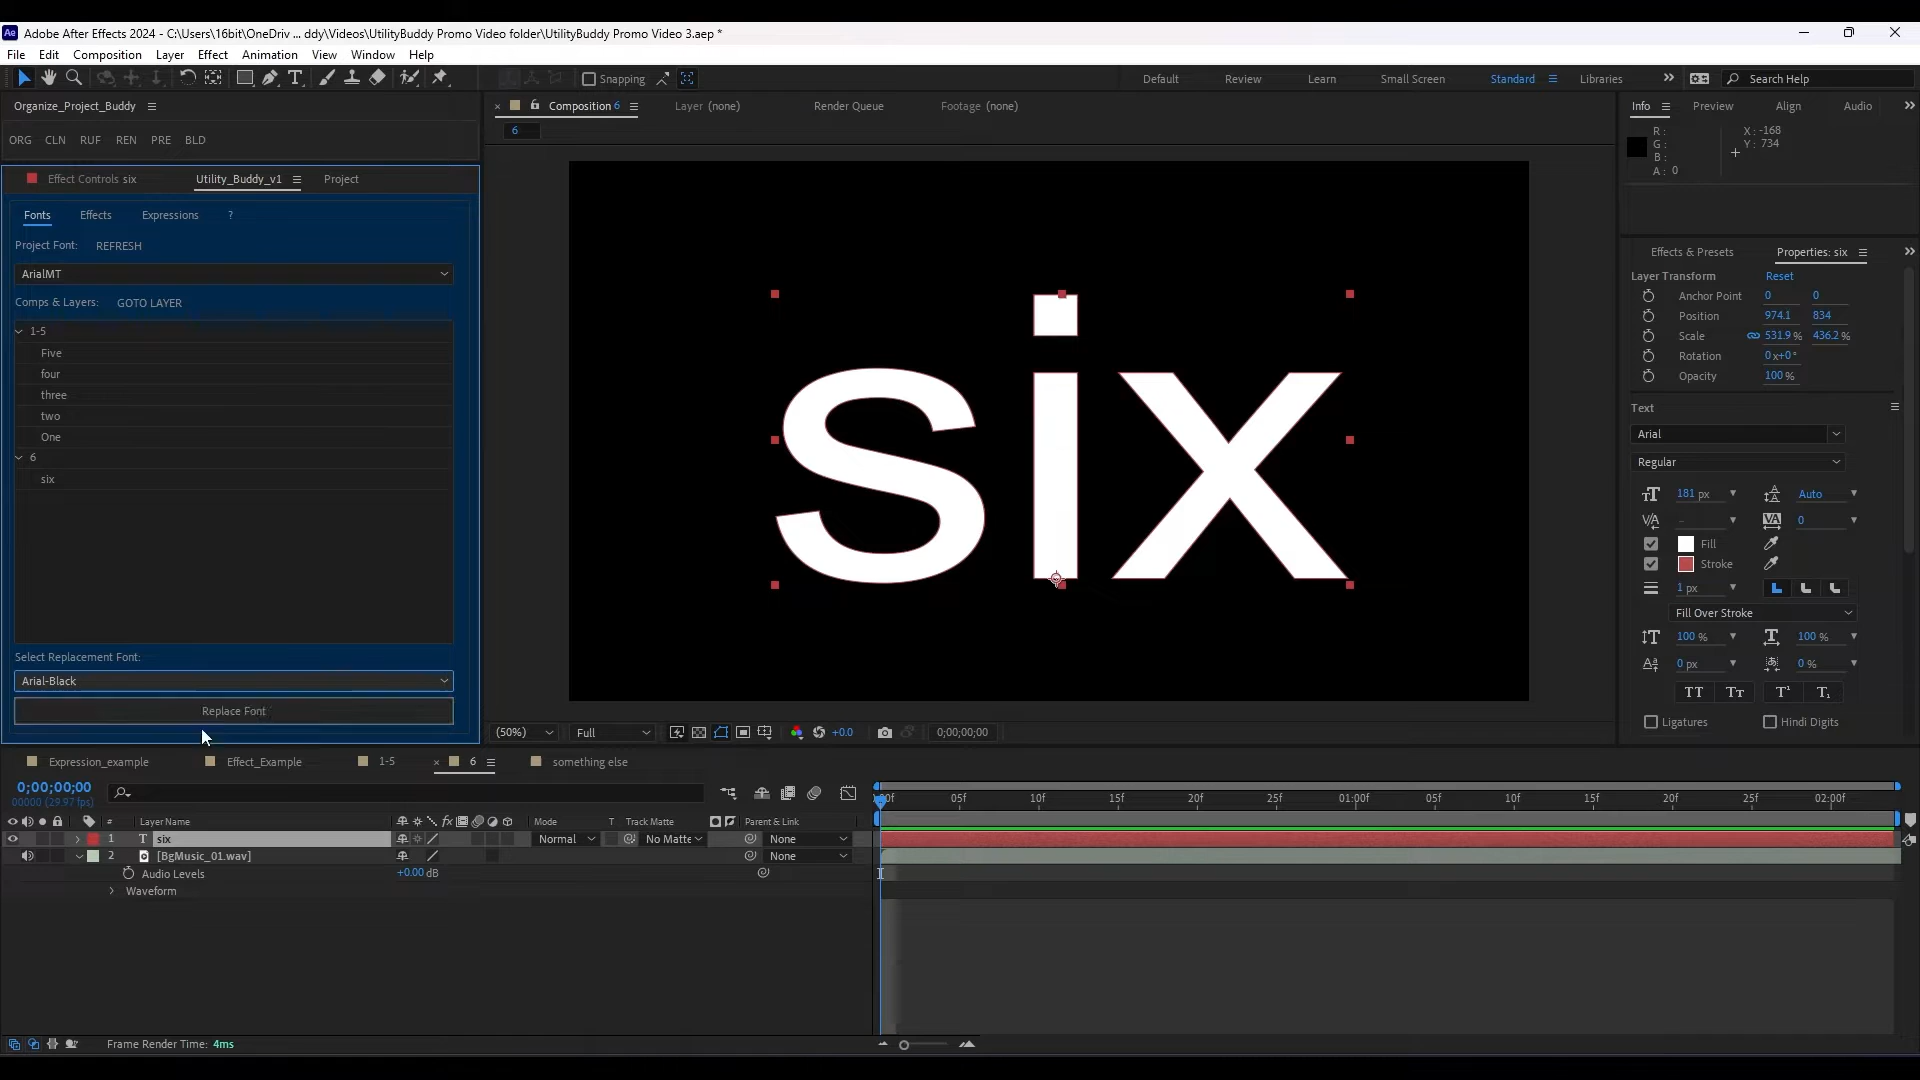 Adobe After Effects 2024 - C:\Users\16bit\OneDriv ... ddy\Videos\UtilityBuddy Promo Video folder\UtilityBuddy Promo Video 3.aep *
File Edit Composition Layer Effect Animation View Window Help
Snapping Default Review Learn Small Screen Standard Libraries Search Help
Organize_Project_Buddy
Composition 6 Layer (none) Render Queue Footage (none)
Info Preview Align Audio
6
ORG CLN RUF REN PRE BLD
R: X: -168
G: Y: 734
B:
A: 0
Effect Controls six Utility_Buddy_v1 Project
Fonts Effects Expressions ?
Project Font: REFRESH
ArialMT
Comps & Layers: GOTO LAYER
1-5
Five
four
three
two
One
6
six
Select Replacement Font:
Arial-Black
Replace Font
six
(50%) Full +0.0 0;00;00;00
Effects & Presets Properties: six
Layer Transform Reset
Anchor Point 0 0
Position 974.1 834
Scale 531.9 % 436.2 %
Rotation 0x+0°
Opacity 100 %
Text
Arial
Regular
181 px Auto
0
Fill
Stroke
1 px
Fill Over Stroke
100 % 100 %
0 px 0 %
TT Tт T¹ T₁
Ligatures Hindi Digits
Expression_example Effect_Example 1-5 6 something else
0;00;00;00
00000 (29.97 fps)
05f 10f 15f 20f 25f 01:00f 05f 10f 15f 20f 25f 02:00f
# Layer Name fx Mode T Track Matte Parent & Link
1 T six Normal No Matte None
2 [BgMusic_01.wav] None
Audio Levels +0.00 dB
Waveform
Frame Render Time: 4ms